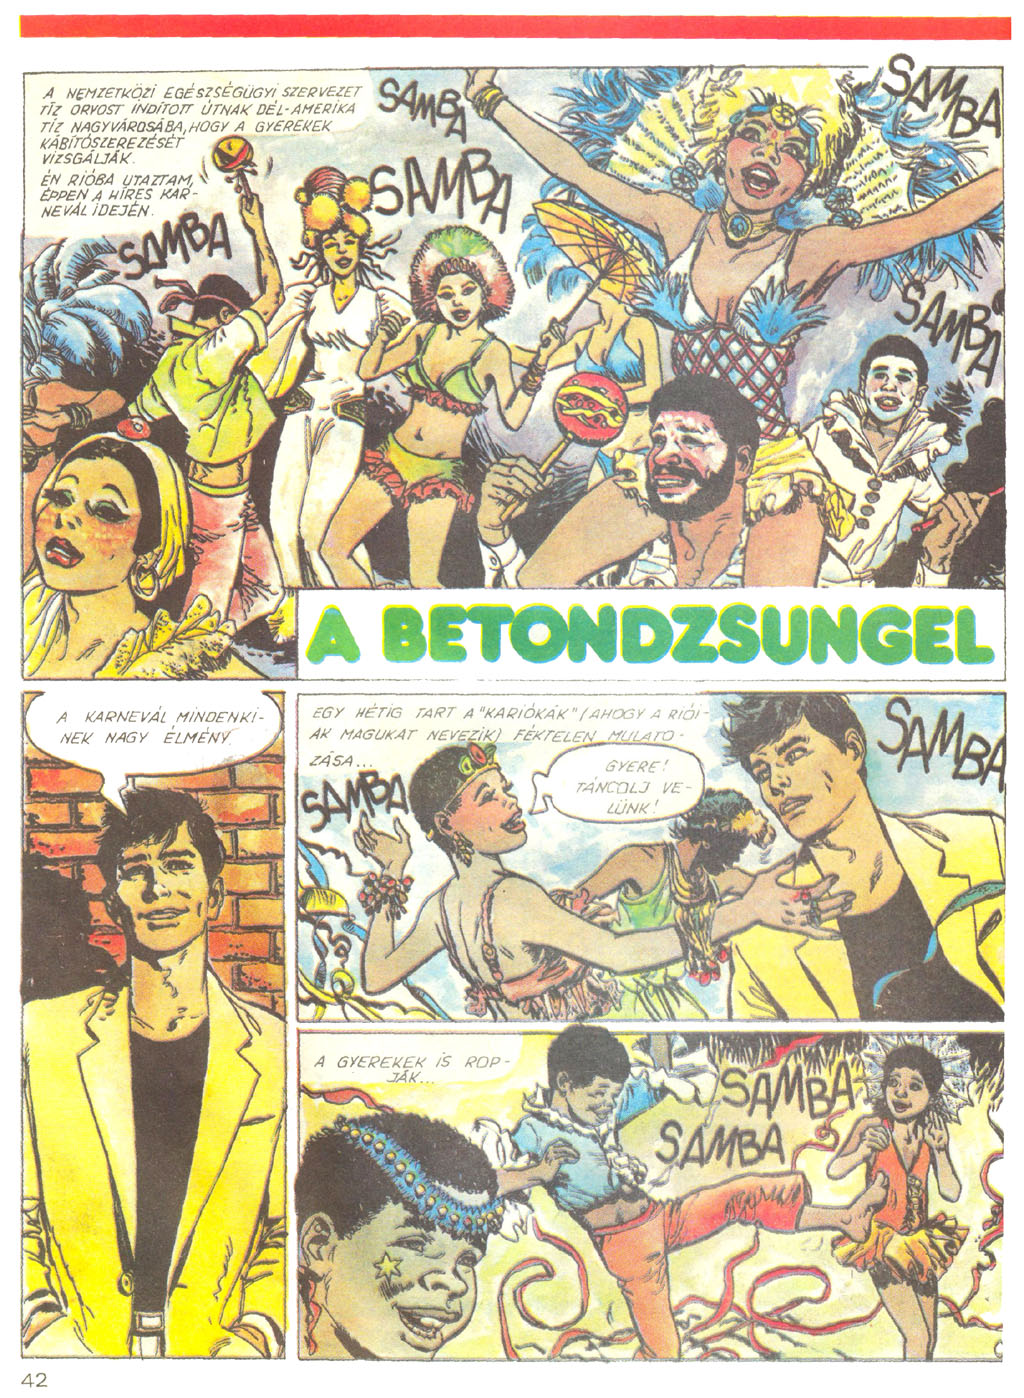 A NEMZETKÖZI EGÉSZSÉGÜGYI SZERVEZET
TÍZ ORVOST INDÍTOTT ÚTNAK DÉL-AMERIKA
TÍZ NAGYVÁROSÁBA, HOGY A GYEREKEK
KÁBÍTÓSZEREZÉSÉT
VIZSGÁLJÁK.
ÉN RIÓBA UTAZTAM,
ÉPPEN A HÍRES KAR-
NEVÁL IDEJÉN.
SAMBA
SAMBA
SAMBA
SAMBA
SAMBA
A BETONDZSUNGEL
A KARNEVÁL MINDENKI-
NEK NAGY ÉLMÉNY.
EGY HÉTIG TART A "KARIÓKÁK" (AHOGY A RIÓI-
AK MAGUKAT NEVEZIK) FÉKTELEN MULATO-
ZÁSA...
SAMBA
GYERE!
TÁNCOLJ VE-
LÜNK!
SAMBA
A GYEREKEK IS ROP-
JÁK...
SAMBA
SAMBA
42